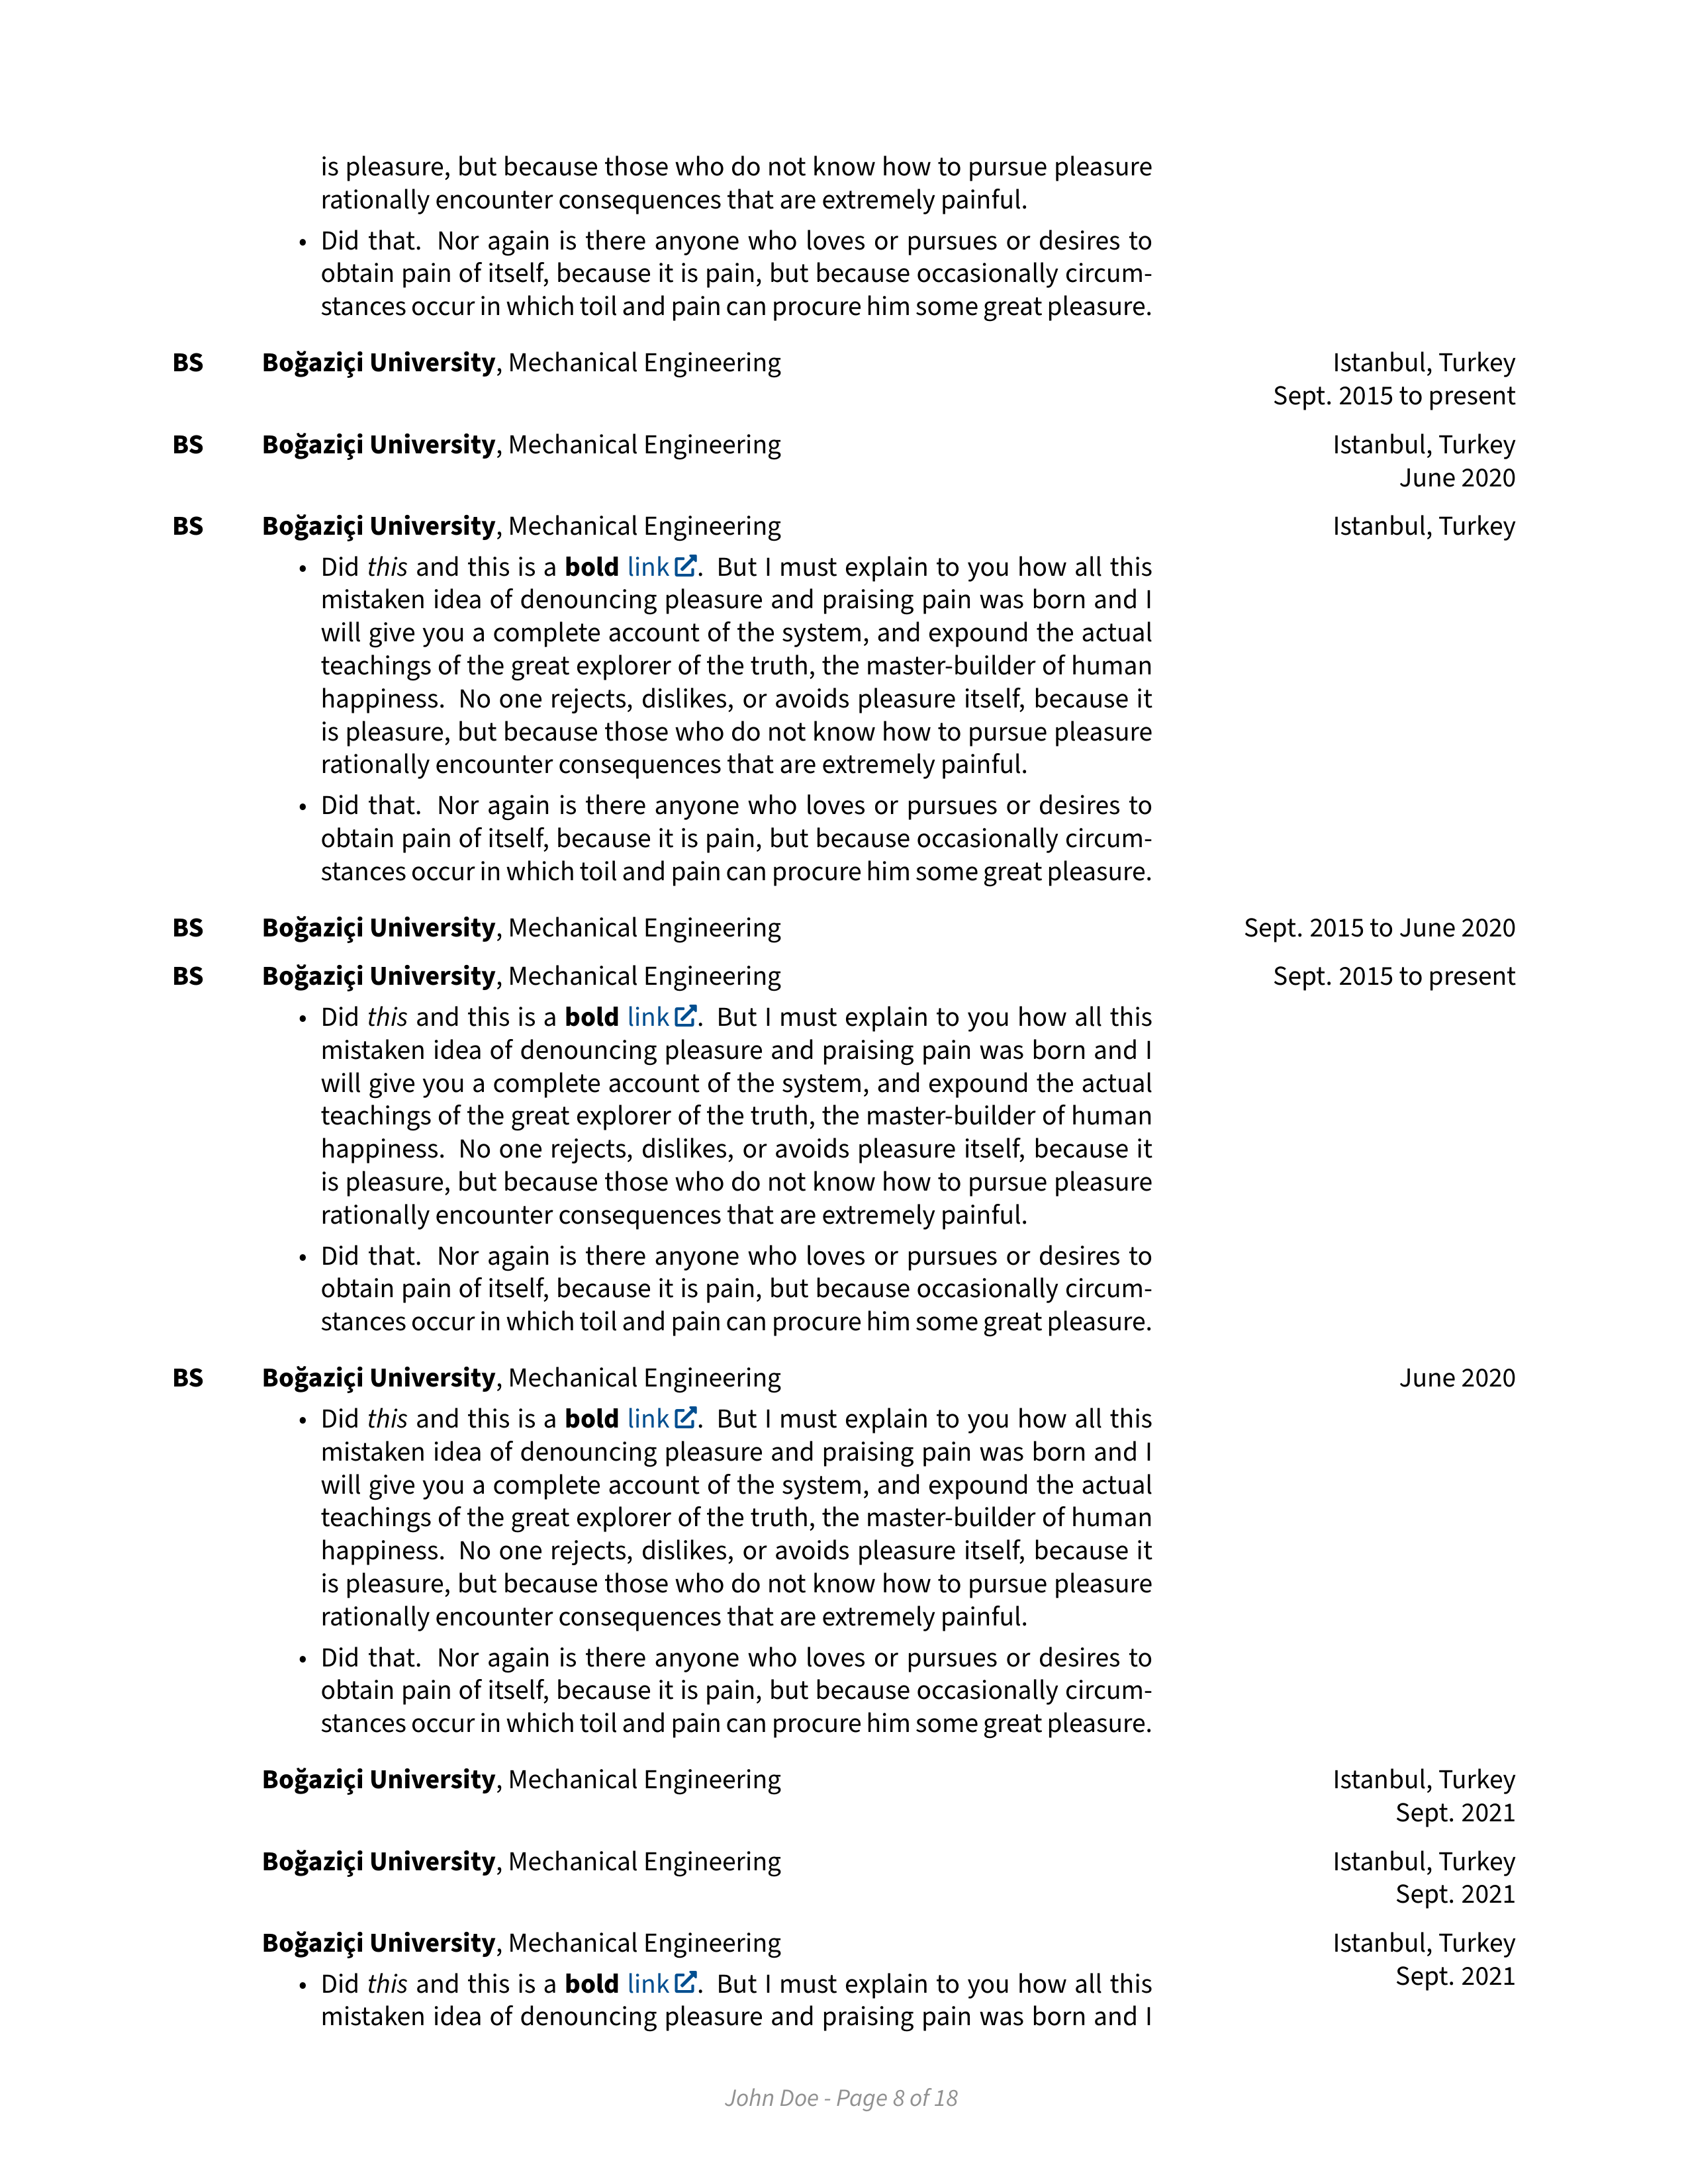 is pleasure, but because those who do not know how to pursue pleasure
rationally encounter consequences that are extremely painful.
• Did that. Nor again is there anyone who loves or pursues or desires to
obtain pain of itself, because it is pain, but because occasionally circum-
stances occur in which toil and pain can procure him some great pleasure.
BS Boğaziçi University, Mechanical Engineering Istanbul, Turkey
Sept. 2015 to present
BS Boğaziçi University, Mechanical Engineering Istanbul, Turkey
June 2020
BS Boğaziçi University, Mechanical Engineering Istanbul, Turkey
• Did this and this is a bold link. But I must explain to you how all this
mistaken idea of denouncing pleasure and praising pain was born and I
will give you a complete account of the system, and expound the actual
teachings of the great explorer of the truth, the master-builder of human
happiness. No one rejects, dislikes, or avoids pleasure itself, because it
is pleasure, but because those who do not know how to pursue pleasure
rationally encounter consequences that are extremely painful.
• Did that. Nor again is there anyone who loves or pursues or desires to
obtain pain of itself, because it is pain, but because occasionally circum-
stances occur in which toil and pain can procure him some great pleasure.
BS Boğaziçi University, Mechanical Engineering Sept. 2015 to June 2020
BS Boğaziçi University, Mechanical Engineering Sept. 2015 to present
• Did this and this is a bold link. But I must explain to you how all this
mistaken idea of denouncing pleasure and praising pain was born and I
will give you a complete account of the system, and expound the actual
teachings of the great explorer of the truth, the master-builder of human
happiness. No one rejects, dislikes, or avoids pleasure itself, because it
is pleasure, but because those who do not know how to pursue pleasure
rationally encounter consequences that are extremely painful.
• Did that. Nor again is there anyone who loves or pursues or desires to
obtain pain of itself, because it is pain, but because occasionally circum-
stances occur in which toil and pain can procure him some great pleasure.
BS Boğaziçi University, Mechanical Engineering June 2020
• Did this and this is a bold link. But I must explain to you how all this
mistaken idea of denouncing pleasure and praising pain was born and I
will give you a complete account of the system, and expound the actual
teachings of the great explorer of the truth, the master-builder of human
happiness. No one rejects, dislikes, or avoids pleasure itself, because it
is pleasure, but because those who do not know how to pursue pleasure
rationally encounter consequences that are extremely painful.
• Did that. Nor again is there anyone who loves or pursues or desires to
obtain pain of itself, because it is pain, but because occasionally circum-
stances occur in which toil and pain can procure him some great pleasure.
Boğaziçi University, Mechanical Engineering Istanbul, Turkey
Sept. 2021
Boğaziçi University, Mechanical Engineering Istanbul, Turkey
Sept. 2021
Boğaziçi University, Mechanical Engineering Istanbul, Turkey
Sept. 2021
• Did this and this is a bold link. But I must explain to you how all this
mistaken idea of denouncing pleasure and praising pain was born and I
John Doe - Page 8 of 18